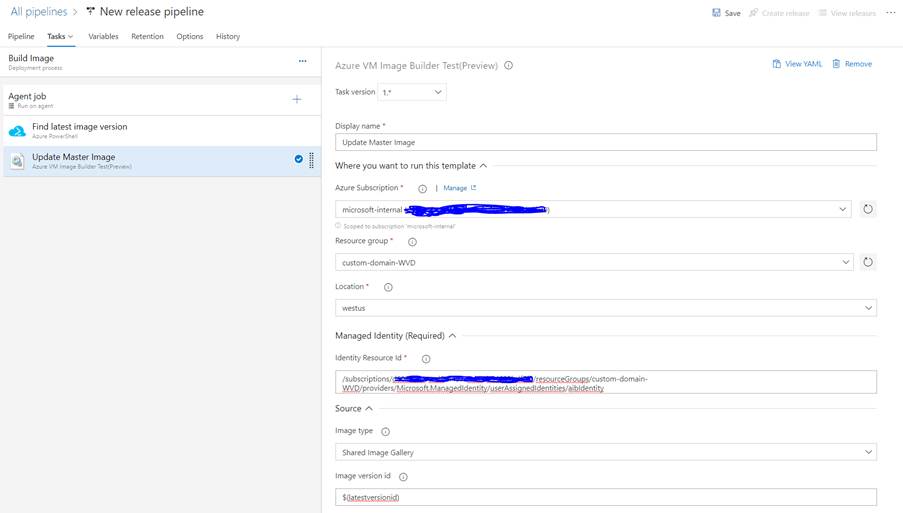 All pipelines > New release pipeline
Save Create release View releases ...
Pipeline Tasks Variables Retention Options History
Build Image
Deployment process
Agent job
Run on agent
Find latest image version
Azure PowerShell
Update Master Image
Azure VM Image Builder Test(Preview)
Azure VM Image Builder Test(Preview)
View YAML Remove
Task version 1.*
Display name *
Update Master Image
Where you want to run this template
Azure Subscription * | Manage
microsoft-internal )
Scoped to subscription 'microsoft-internal'
Resource group *
custom-domain-WVD
Location *
westus
Managed Identity (Required)
Identity Resource Id *
/subscriptions/ /resourceGroups/custom-domain-
WVD/providers/Microsoft.ManagedIdentity/userAssignedIdentities/aibIdentity
Source
Image type
Shared Image Gallery
Image version id
$(latestversionid)